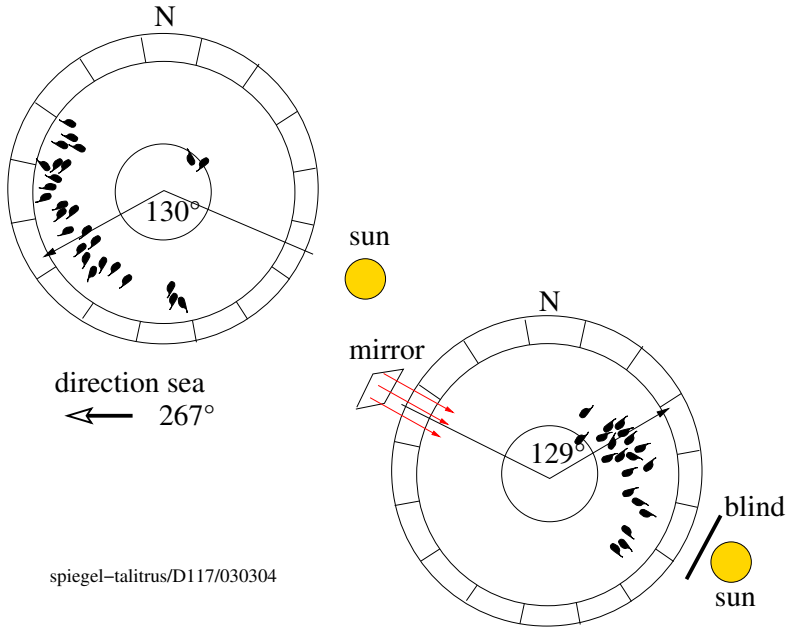 N
130°
sun
direction sea
267°
N
mirror
129°
blind
sun
spiegel−talitrus/D117/030304